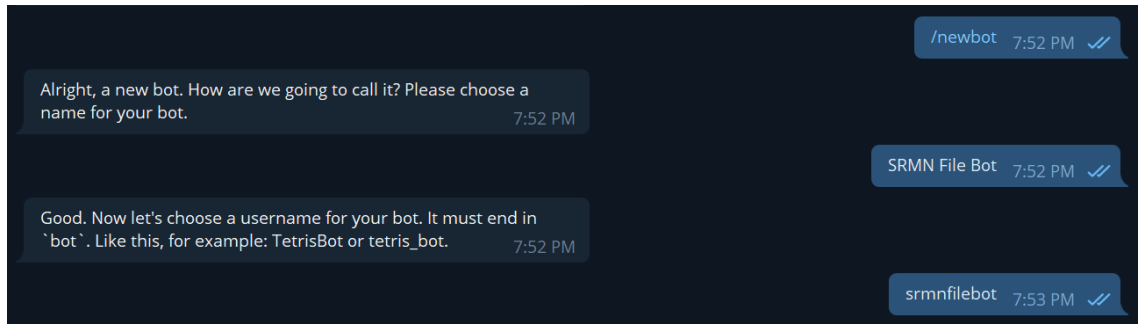 /newbot 7:52 PM
Alright, a new bot. How are we going to call it? Please choose a
name for your bot. 7:52 PM
SRMN File Bot 7:52 PM
Good. Now let's choose a username for your bot. It must end in
`bot`. Like this, for example: TetrisBot or tetris_bot. 7:52 PM
srmnfilebot 7:53 PM